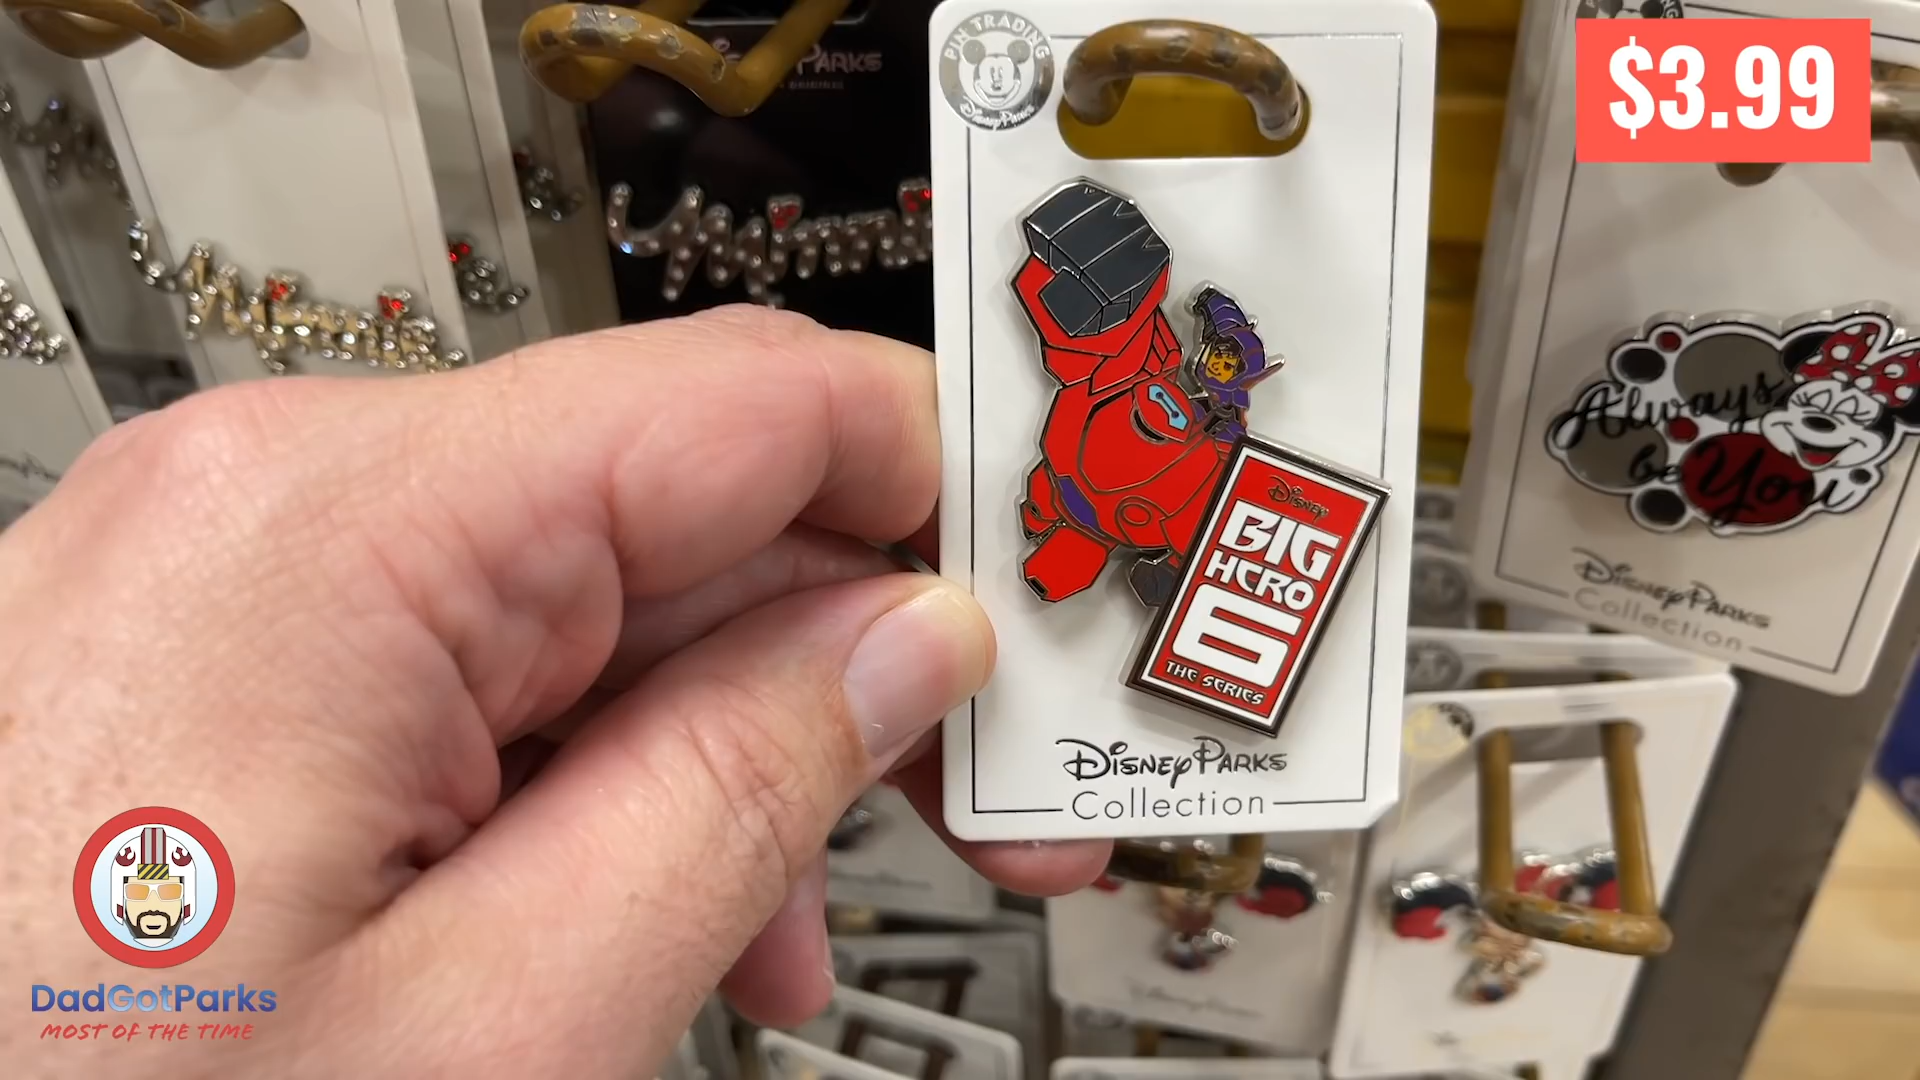 $3.99
PIN TRADING
Disney Parks
PARKS
DISNEY
BIG
HERO
6
THE SERIES
DISNEY PARKS
Collection
Always
be You
DISNEY PARKS
Collection
DadGotParks
MOST OF THE TIME